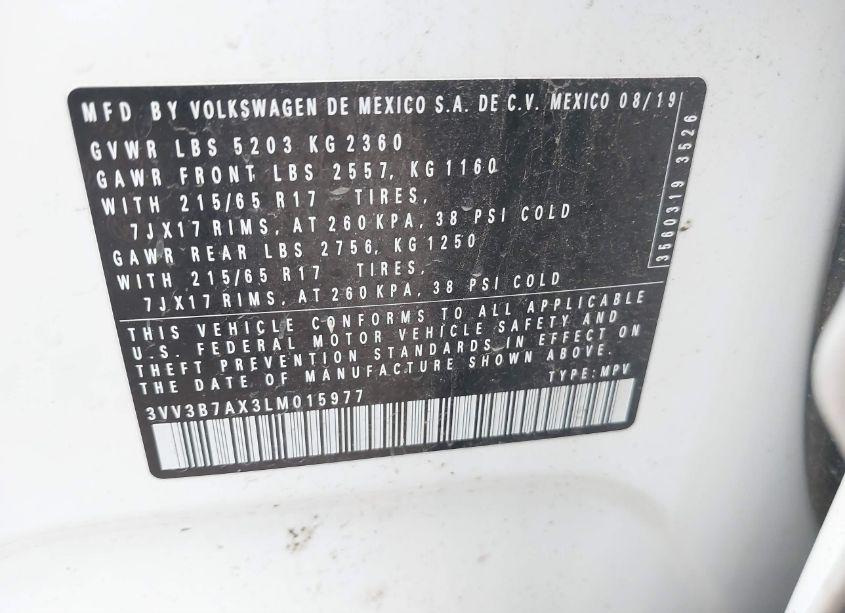 MFD BY VOLKSWAGEN DE MEXICO S.A. DE C.V. MEXICO 08/19
GVWR LBS 5203 KG 2360
GAWR FRONT LBS 2557, KG 1160
WITH 215/65 R17 TIRES,
7JX17 RIMS, AT 260 KPA, 38 PSI COLD
GAWR REAR LBS 2756, KG 1250
WITH 215/65 R17 TIRES,
7JX17 RIMS, AT 260 KPA, 38 PSI COLD
3560319 3526
THIS VEHICLE CONFORMS TO ALL APPLICABLE
U.S. FEDERAL MOTOR VEHICLE SAFETY AND
THEFT PREVENTION STANDARDS IN EFFECT ON
THE DATE OF MANUFACTURE SHOWN ABOVE.
3VV3B7AX3LM015977 TYPE: MPV